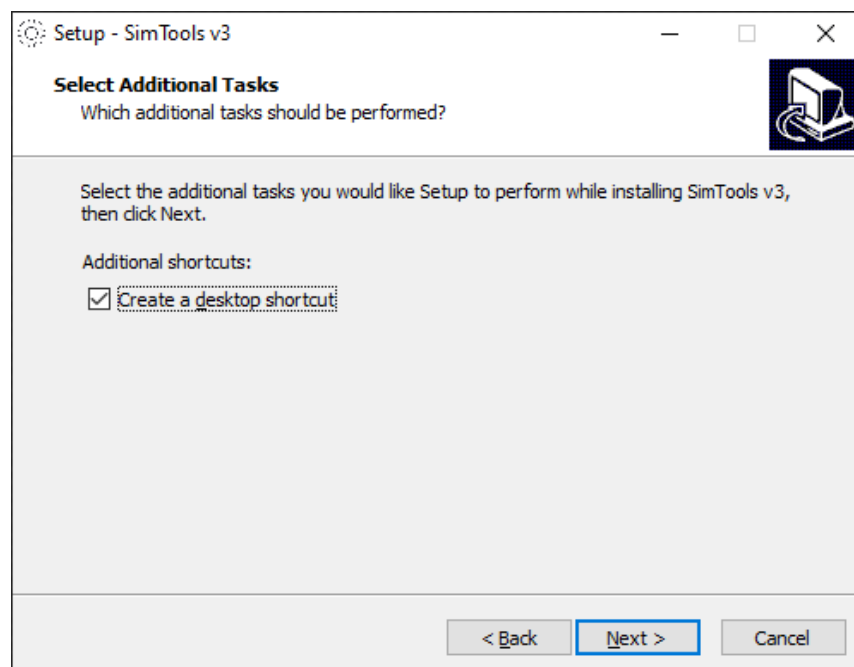 Setup - SimTools v3
Select Additional Tasks
Which additional tasks should be performed?
Select the additional tasks you would like Setup to perform while installing SimTools v3,
then click Next.
Additional shortcuts:
Create a desktop shortcut
< Back Next > Cancel